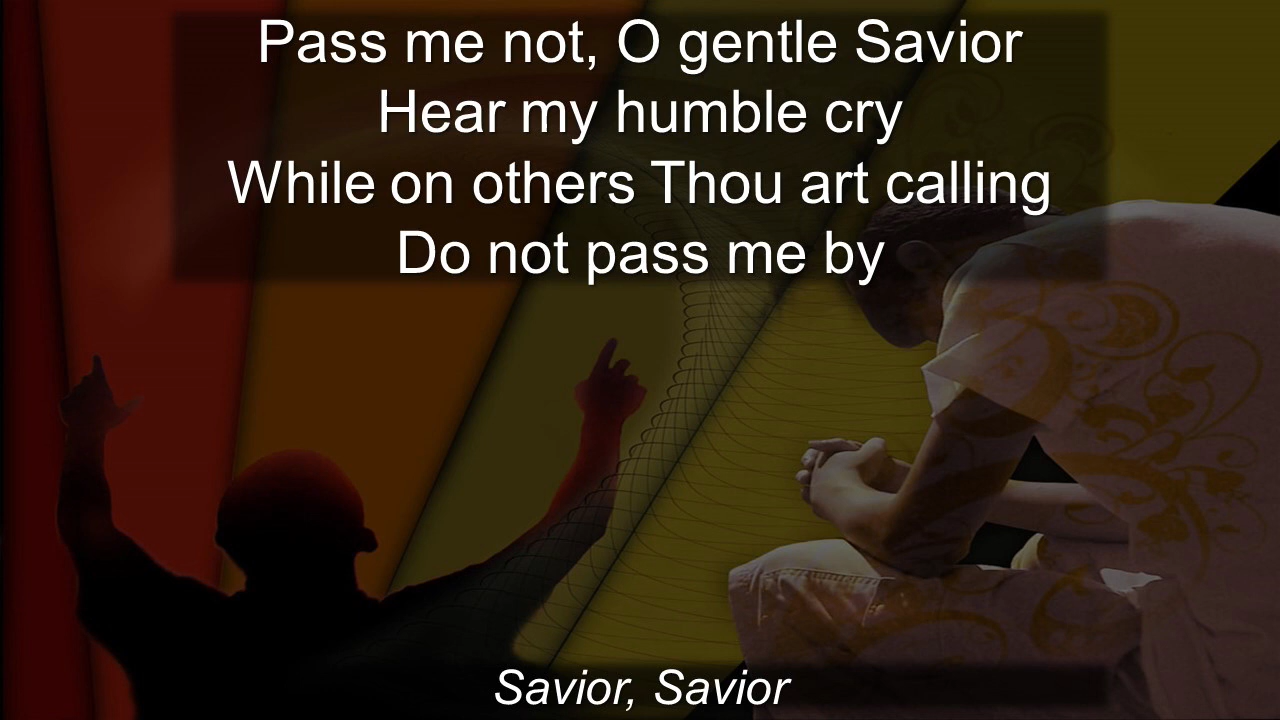 Pass me not, O gentle Savior
Hear my humble cry
While on others Thou art calling
Do not pass me by
Savior, Savior